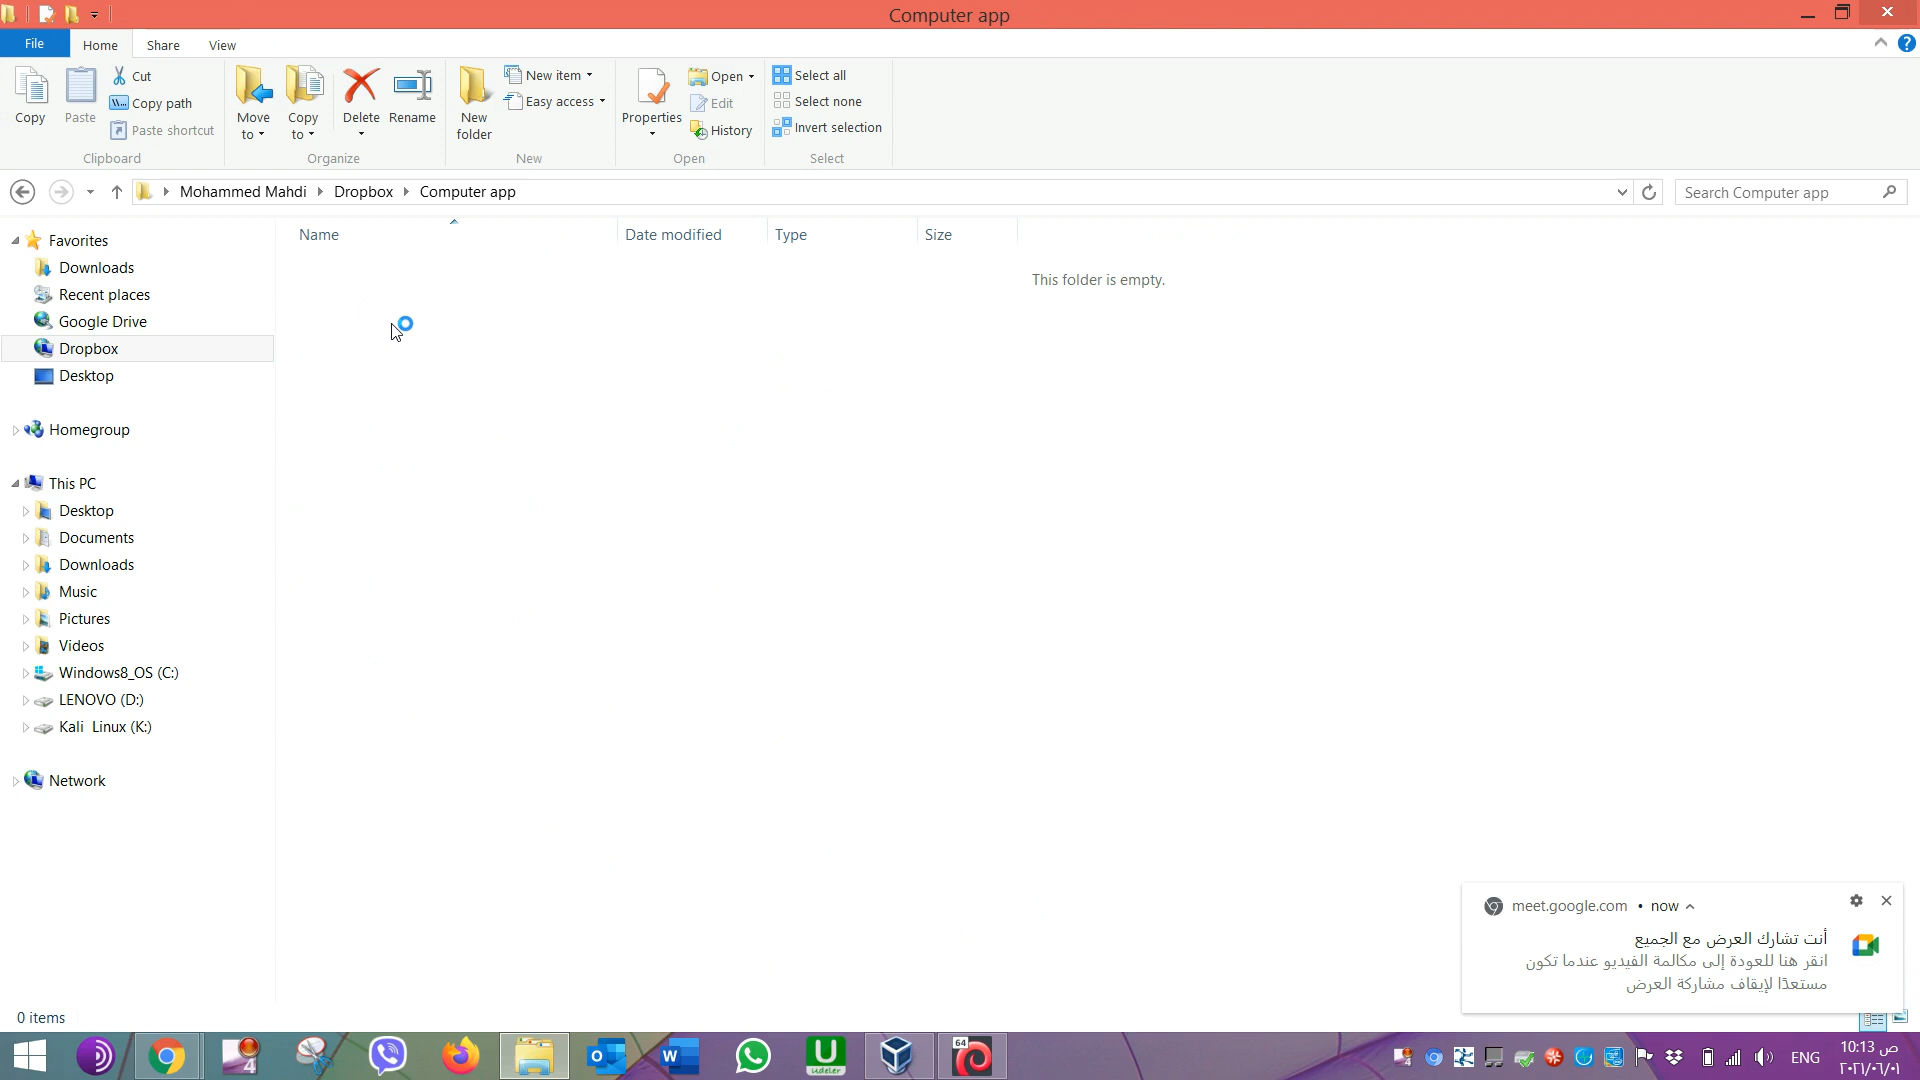 Computer app
File
Home
Share
View
Copy
Paste
Cut
Copy path
Paste shortcut
Clipboard
Move to
Copy to
Delete
Rename
Organize
New folder
New item
Easy access
New
Properties
Open
Edit
History
Open
Select all
Select none
Invert selection
Select
Mohammed Mahdi
Dropbox
Computer app
Search Computer app
Name
Date modified
Type
Size
This folder is empty.
Favorites
Downloads
Recent places
Google Drive
Dropbox
Desktop
Homegroup
This PC
Desktop
Documents
Downloads
Music
Pictures
Videos
Windows8_OS (C:)
LENOVO (D:)
Kali Linux (K:)
Network
meet.google.com • now
أنت تشارك العرض مع الجميع
انقر هنا للعودة إلى مكالمة الفيديو عندما تكون
مستعدًا لإيقاف مشاركة العرض
0 items
4
U
udeler
64
ENG
10:13 ص
٢٠٢١/٠٦/٠١